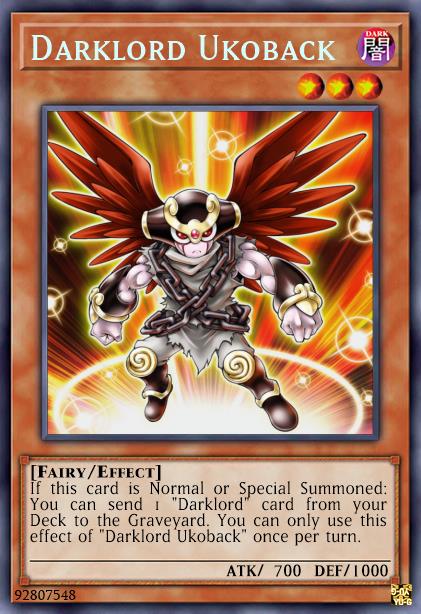 Darklord Ukoback
DARK
闇
[Fairy/Effect]
If this card is Normal or Special Summoned:
You can send 1 "Darklord" card from your
Deck to the Graveyard. You can only use this
effect of "Darklord Ukoback" once per turn.
ATK/ 700 DEF/1000
92807548